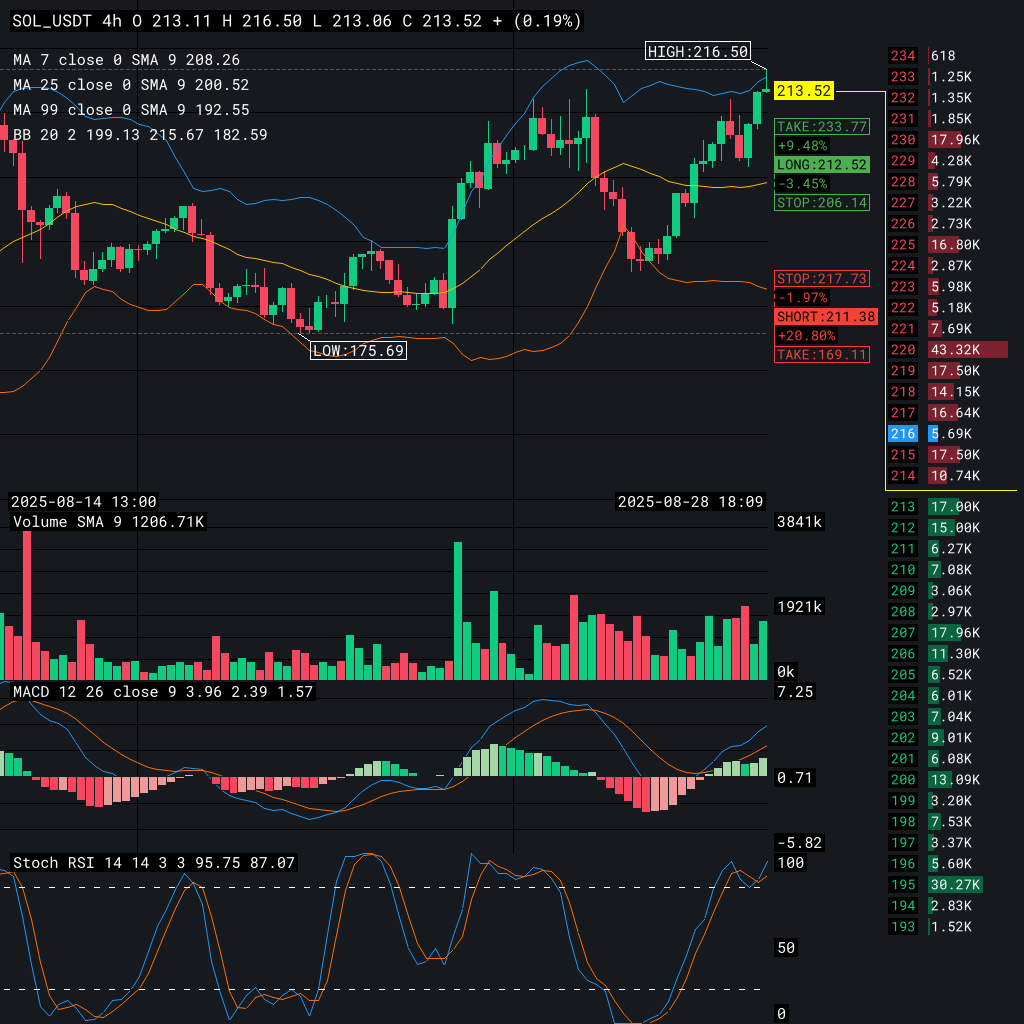 SOL_USDT 4h O 213.11 H 216.50 L 213.06 C 213.52 + (0.19%)
MA 7 close 0 SMA 9 208.26
MA 25 close 0 SMA 9 200.52
MA 99 close 0 SMA 9 192.55
BB 20 2 199.13 215.67 182.59
HIGH:216.50
213.52
TAKE:233.77
+9.48%
LONG:212.52
-3.45%
STOP:206.14
STOP:217.73
-1.97%
SHORT:211.38
+20.80%
TAKE:169.11
LOW:175.69
2025-08-14 13:00
2025-08-28 18:09
Volume SMA 9 1206.71K
3841k
1921k
0k
MACD 12 26 close 9 3.96 2.39 1.57
7.25
0.71
-5.82
Stoch RSI 14 14 3 3 95.75 87.07
100
50
0
234 618
233 1.25K
232 1.35K
231 1.85K
230 17.96K
229 4.28K
228 5.79K
227 3.22K
226 2.73K
225 16.80K
224 2.87K
223 5.98K
222 5.18K
221 7.69K
220 43.32K
219 17.50K
218 14.15K
217 16.64K
216 5.69K
215 17.50K
214 10.74K
213 17.00K
212 15.00K
211 6.27K
210 7.08K
209 3.06K
208 2.97K
207 17.96K
206 11.30K
205 6.52K
204 6.01K
203 7.04K
202 9.01K
201 6.08K
200 13.09K
199 3.20K
198 7.53K
197 3.37K
196 5.60K
195 30.27K
194 2.83K
193 1.52K